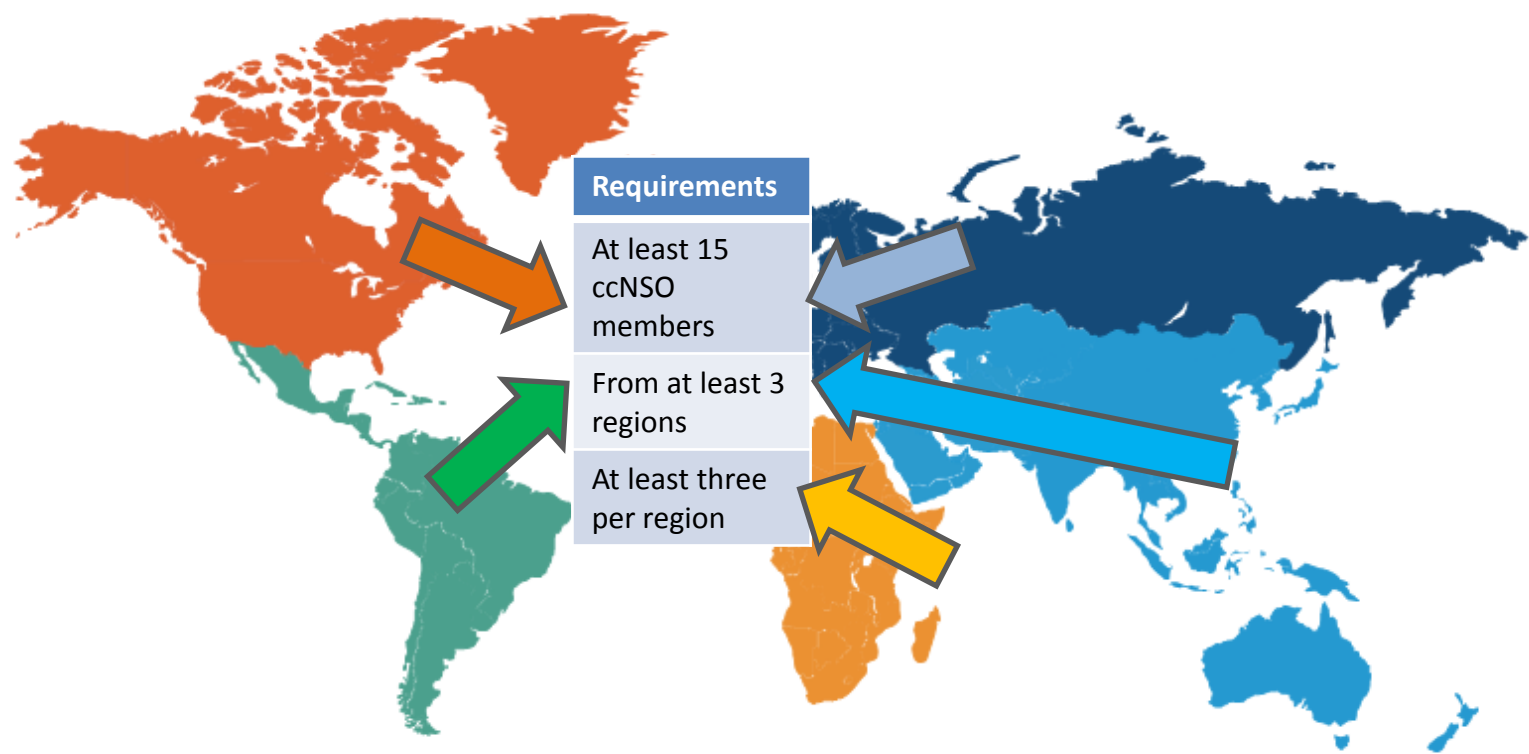 Requirements
At least 15
ccNSO
members
From at least 3
regions
At least three
per region